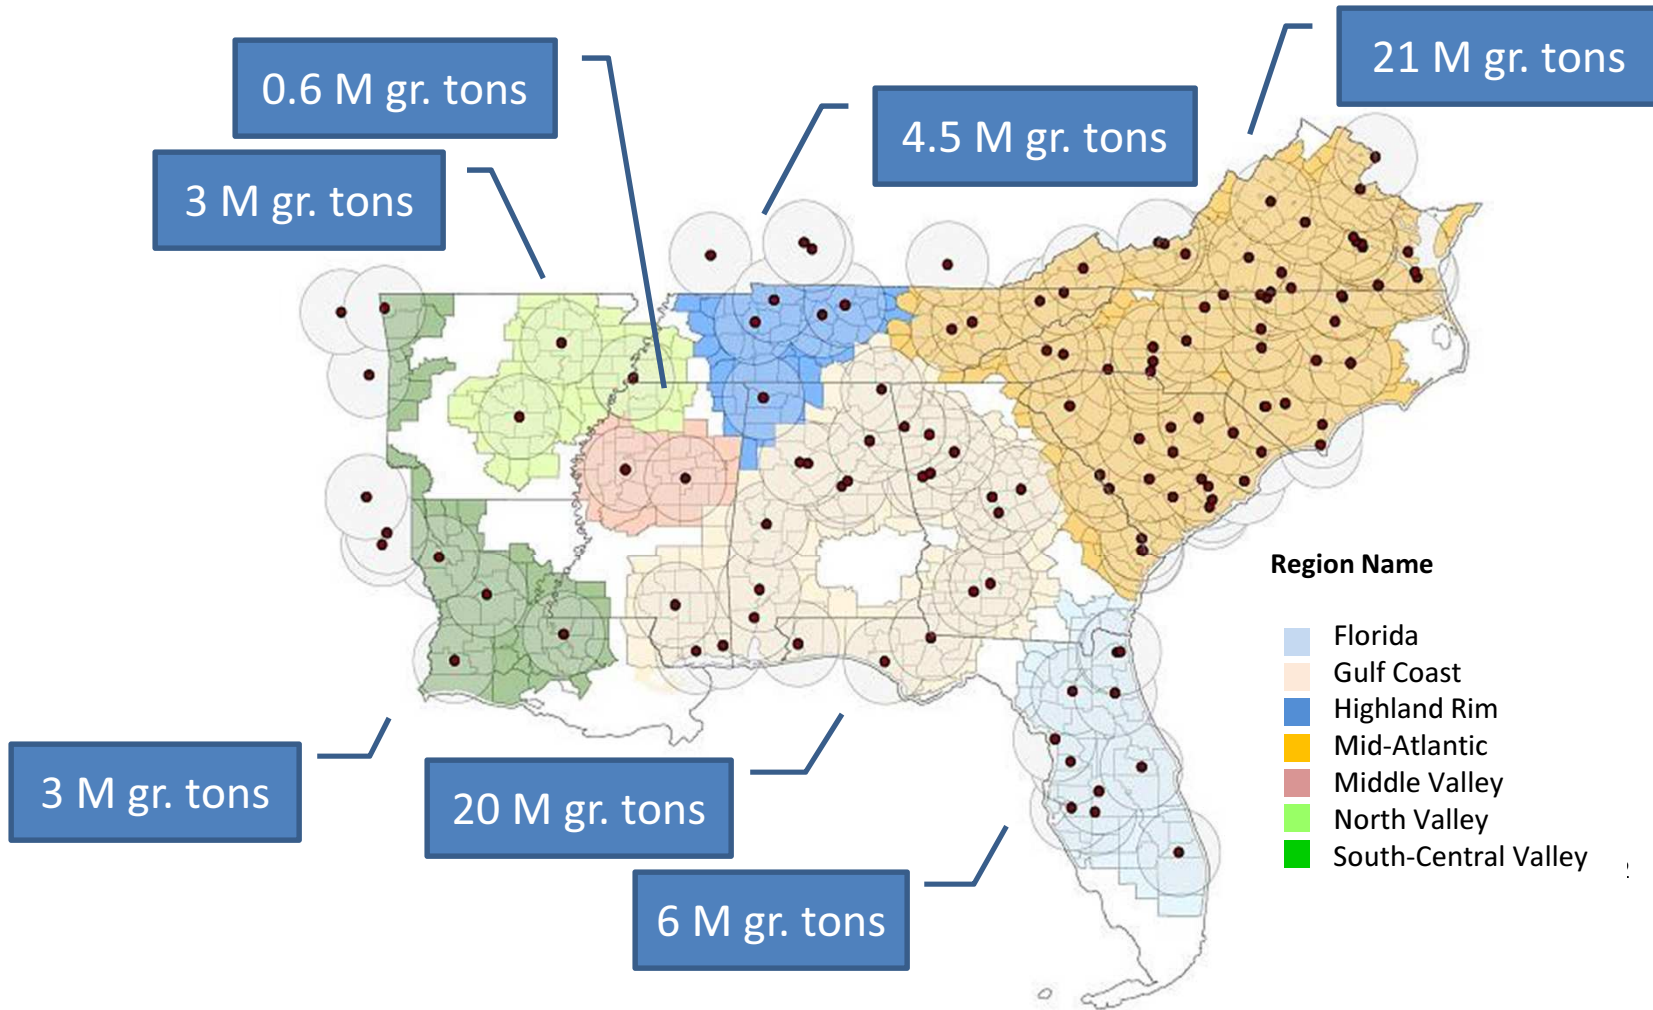 21 M gr. tons
0.6 M gr. tons
4.5 M gr. tons
3 M gr. tons
Region Name
Florida
Gulf Coast
Highland Rim
Mid-Atlantic
Middle Valley
North Valley
South-Central Valley
3 M gr. tons
20 M gr. tons
6 M gr. tons